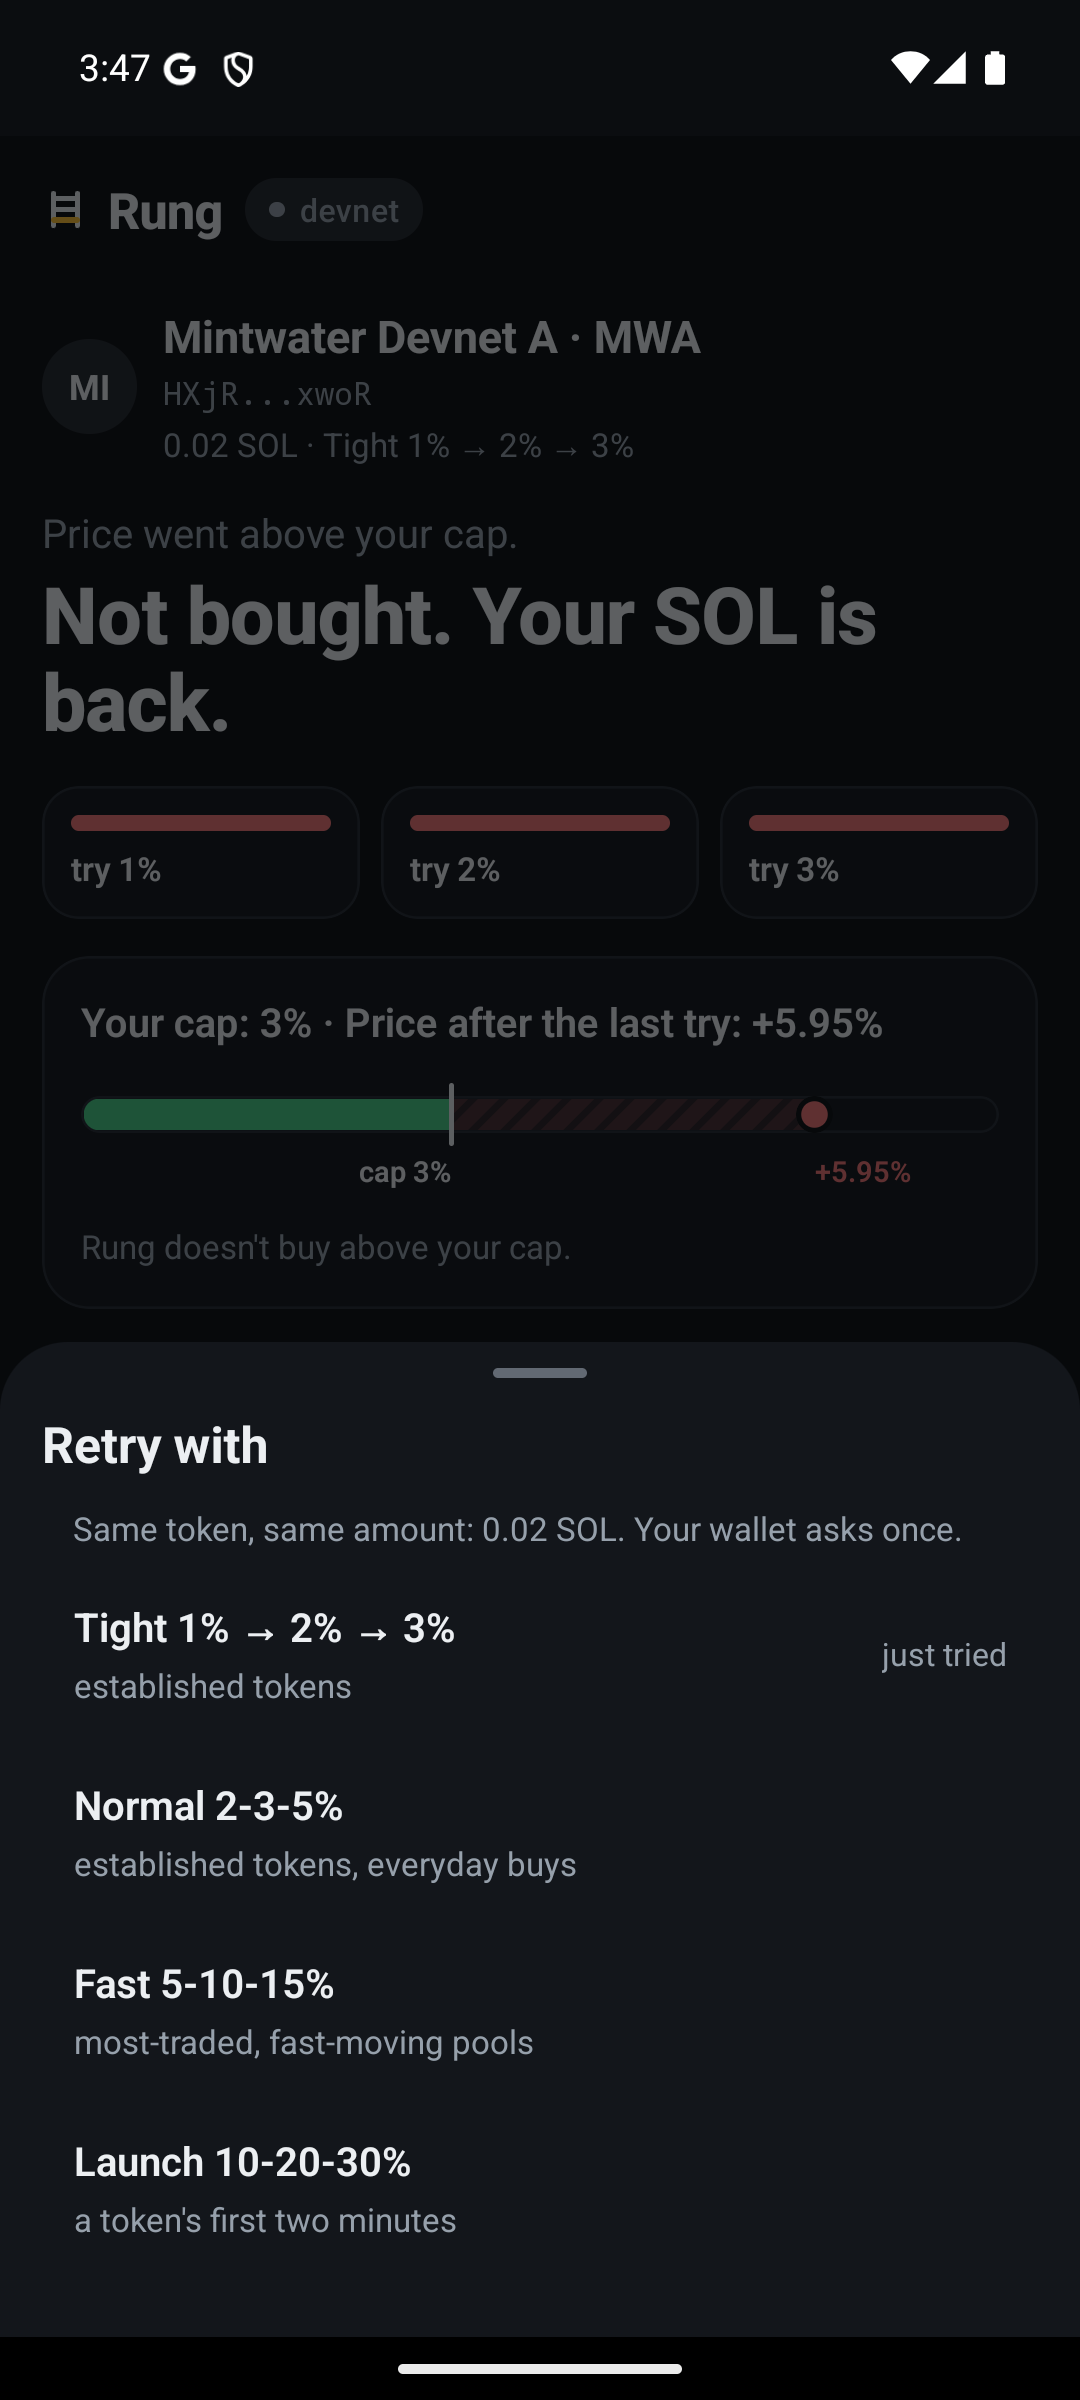 3:47
Rung devnet
MI
Mintwater Devnet A · MWA
HXjR...xwoR
0.02 SOL · Tight 1% → 2% → 3%
Price went above your cap.
Not bought. Your SOL is
back.
try 1% try 2% try 3%
Your cap: 3% · Price after the last try: +5.95%
cap 3% +5.95%
Rung doesn't buy above your cap.
Retry with
Same token, same amount: 0.02 SOL. Your wallet asks once.
Tight 1% → 2% → 3%
just tried
established tokens
Normal 2-3-5%
established tokens, everyday buys
Fast 5-10-15%
most-traded, fast-moving pools
Launch 10-20-30%
a token's first two minutes